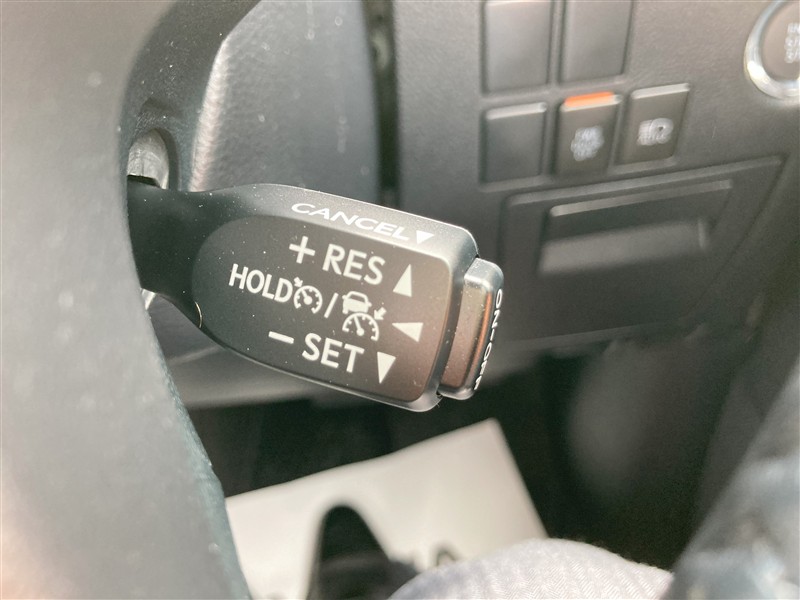 CANCEL▼
+ RES ▲
HOLD / ◀
− SET ▼
ON-OFF